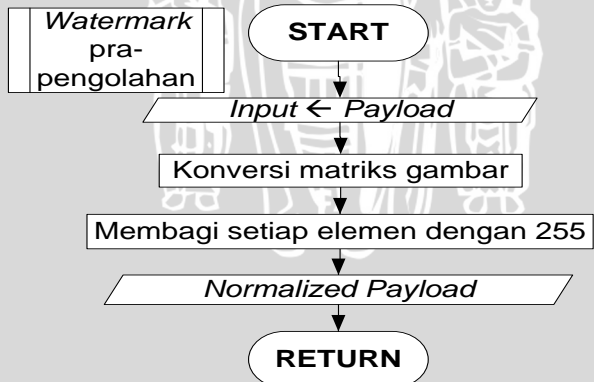 Watermark
pra-
pengolahan
START
Input ← Payload
Konversi matriks gambar
Membagi setiap elemen dengan 255
Normalized Payload
RETURN